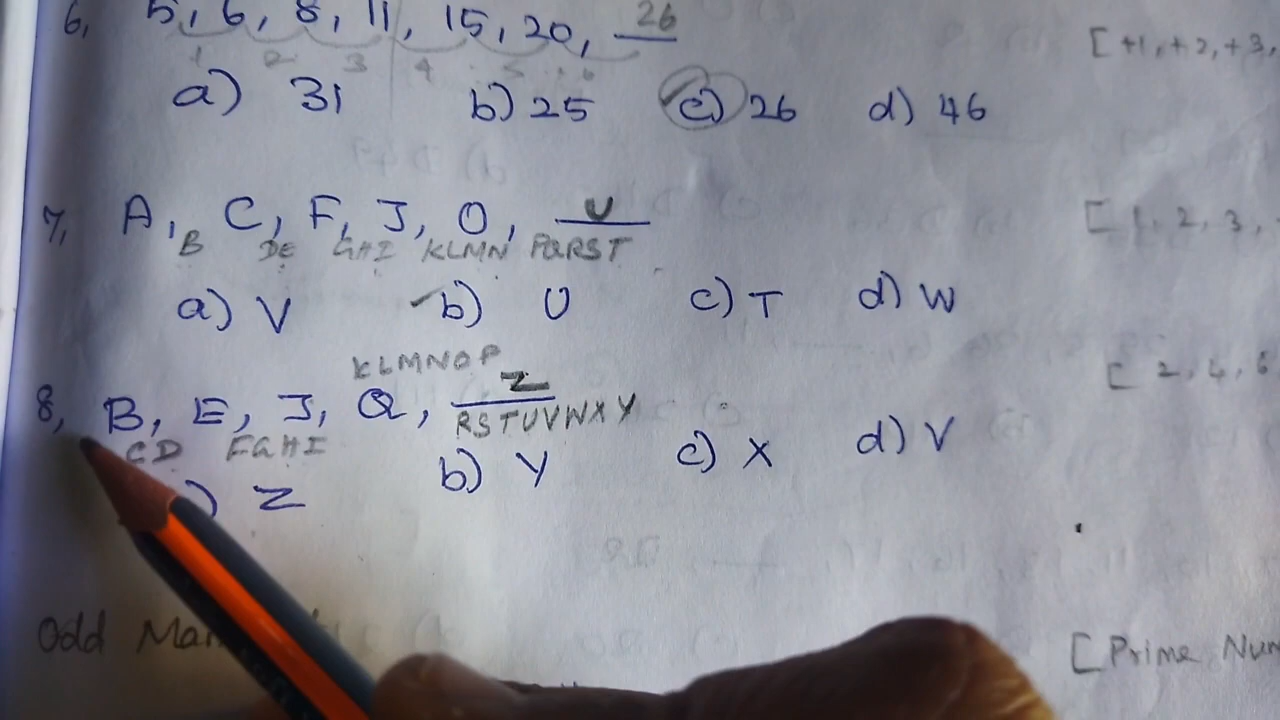 6, 5, 6, 8, 11, 15, 20, 26 [+1, +2, +3,
1 2 3 4 5 6
a) 31 b) 25 c) 26 d) 46
7, A, C, F, J, O, U [1, 2, 3,
B DE GHI KLMN PQRST
a) V b) U c) T d) W
KLMNOP [2, 4, 6
8, B, E, J, Q, Z
CD FGHI RSTUVWXY
) Z b) Y c) X d) V
Odd Man [Prime Num